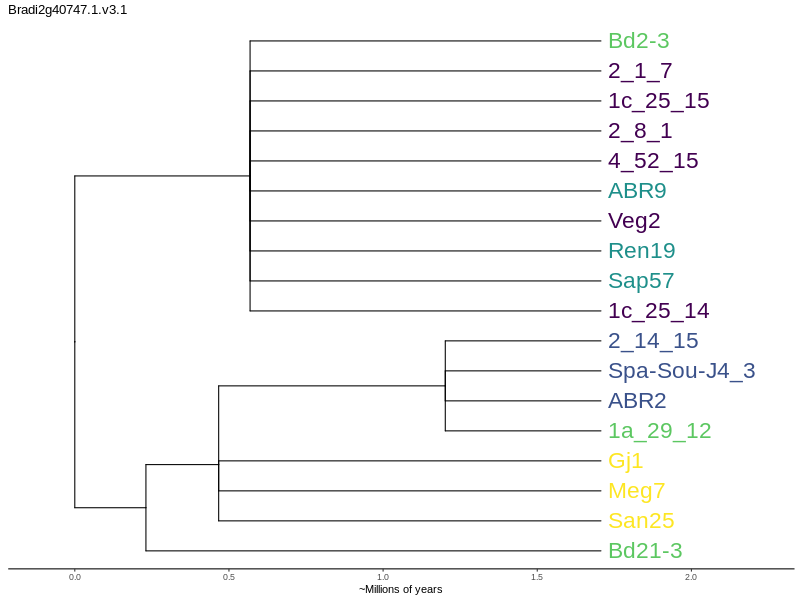 Bradi2g40747.1.v3.1
Bd2-3
2_1_7
1c_25_15
2_8_1
4_52_15
ABR9
Veg2
Ren19
Sap57
1c_25_14
2_14_15
Spa-Sou-J4_3
ABR2
1a_29_12
Gj1
Meg7
San25
Bd21-3
0.0 0.5 1.0 1.5 2.0
~Millions of years